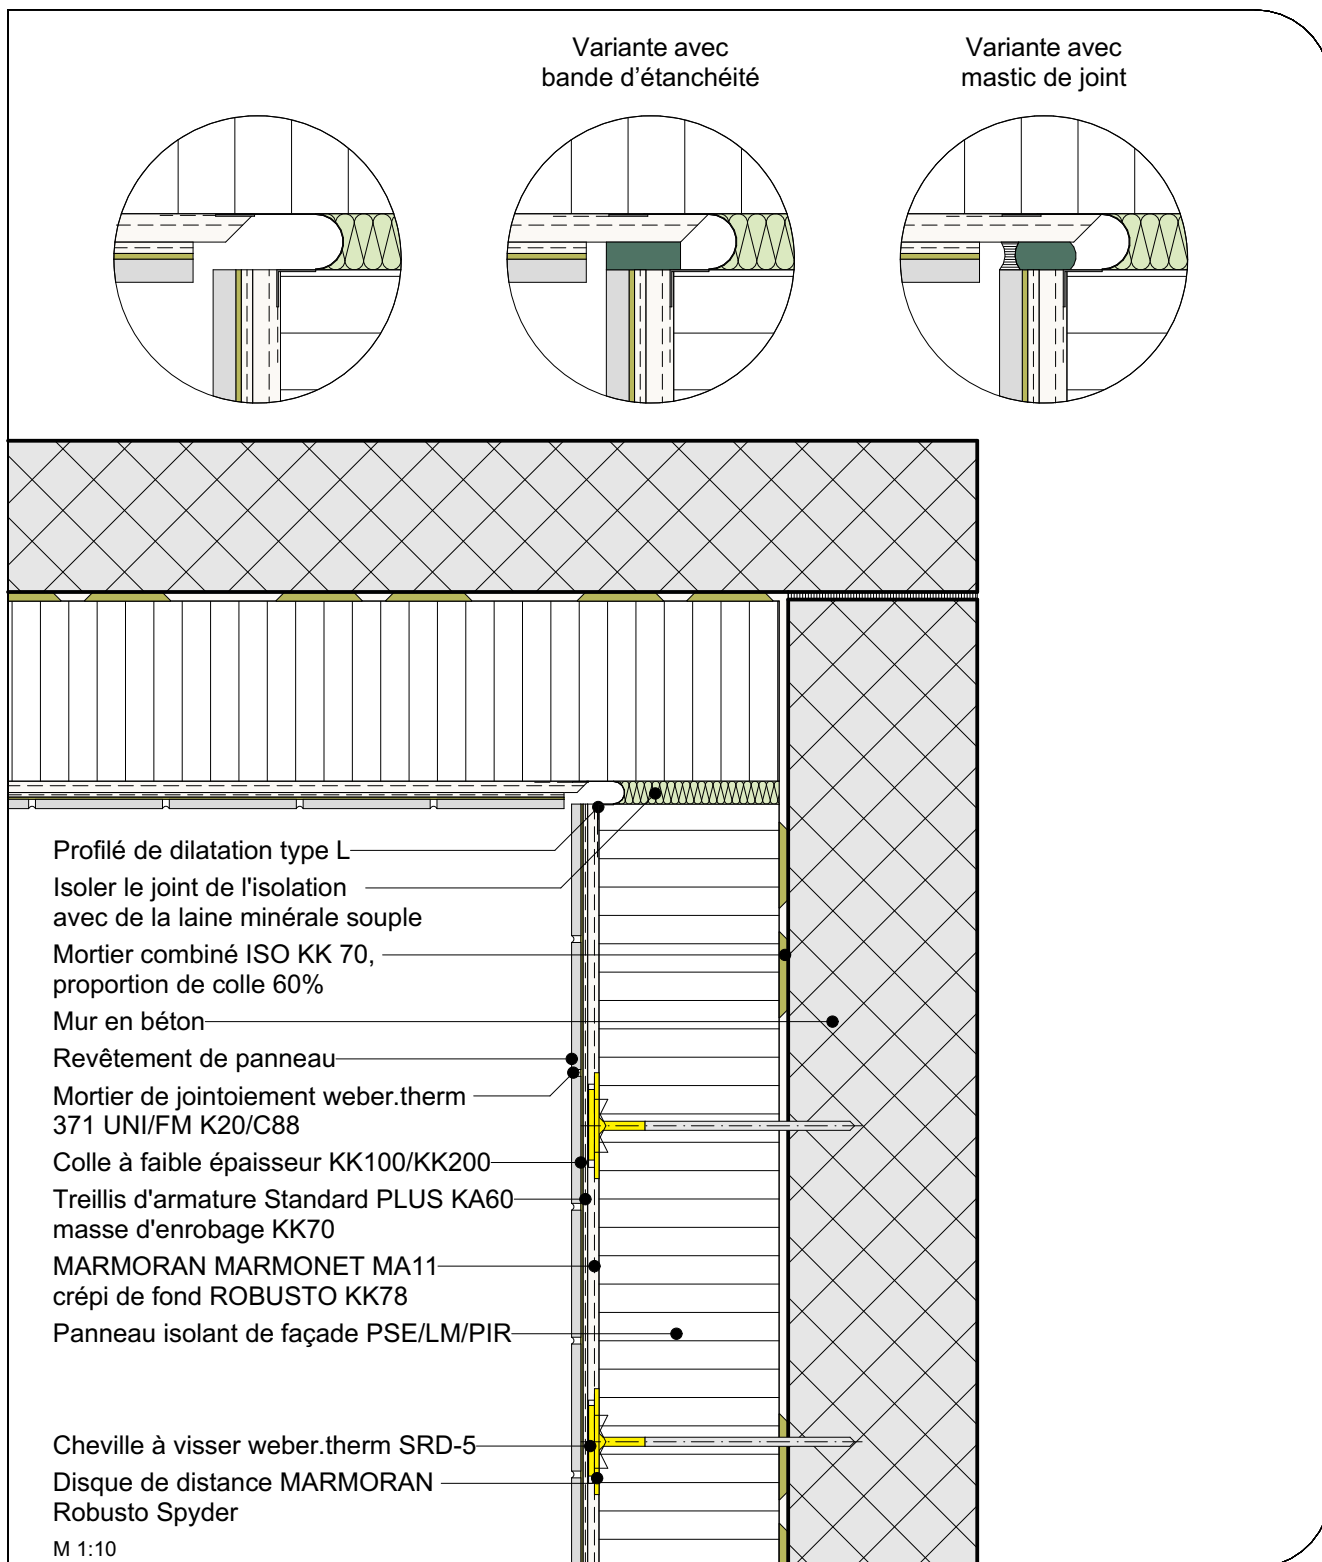 Variante avec
bande d’étanchéité
Variante avec
mastic de joint
Profilé de dilatation type L
Isoler le joint de l'isolation
avec de la laine minérale souple
Mortier combiné ISO KK 70,
proportion de colle 60%
Mur en béton
Revêtement de panneau
Mortier de jointoiement weber.therm
371 UNI/FM K20/C88
Colle à faible épaisseur KK100/KK200
Treillis d'armature Standard PLUS KA60
masse d'enrobage KK70
MARMORAN MARMONET MA11
crépi de fond ROBUSTO KK78
Panneau isolant de façade PSE/LM/PIR
Cheville à visser weber.therm SRD-5
Disque de distance MARMORAN
Robusto Spyder
M 1:10